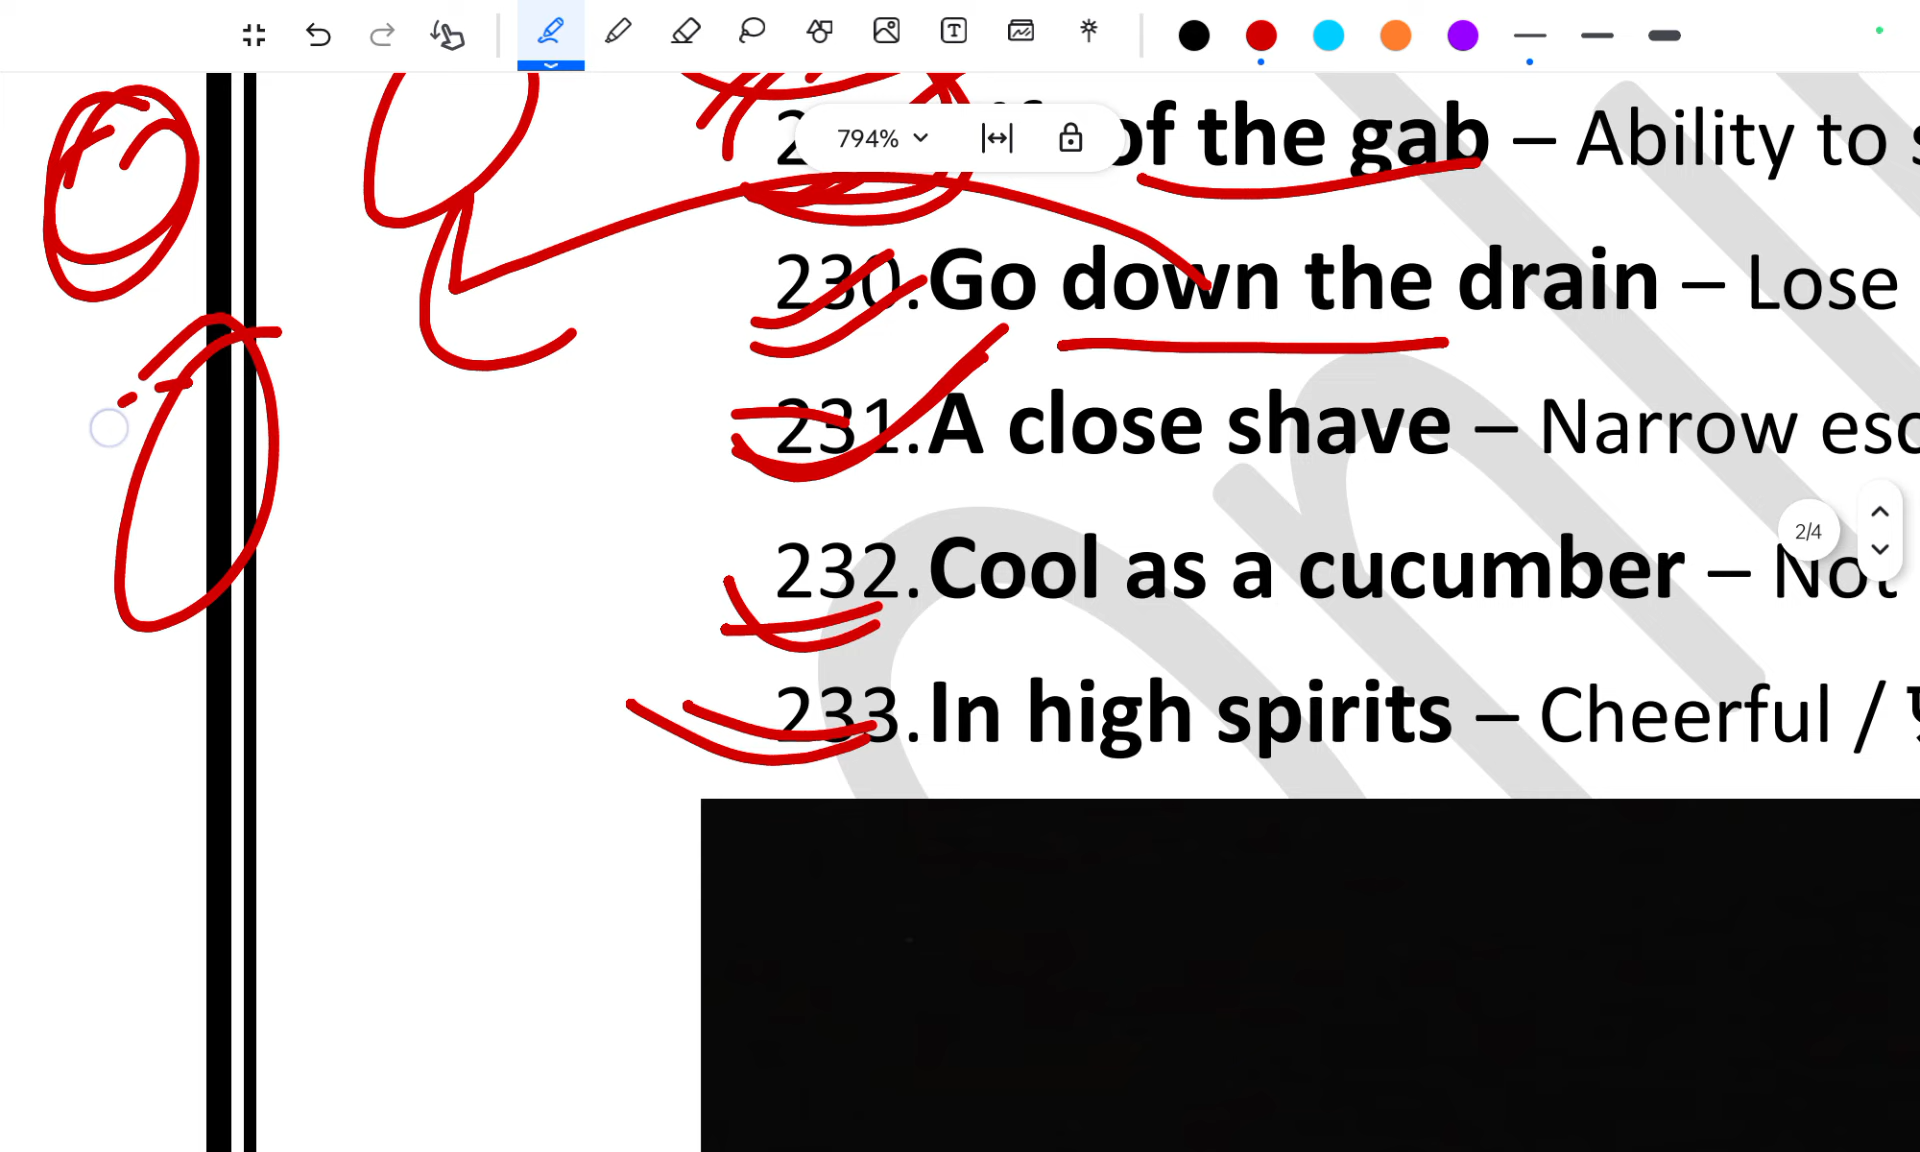 794%
of the gab – Ability to
230. Go down the drain – Lose
231. A close shave – Narrow
232. Cool as a cucumber – Not
2/4
233. In high spirits – Cheerful /